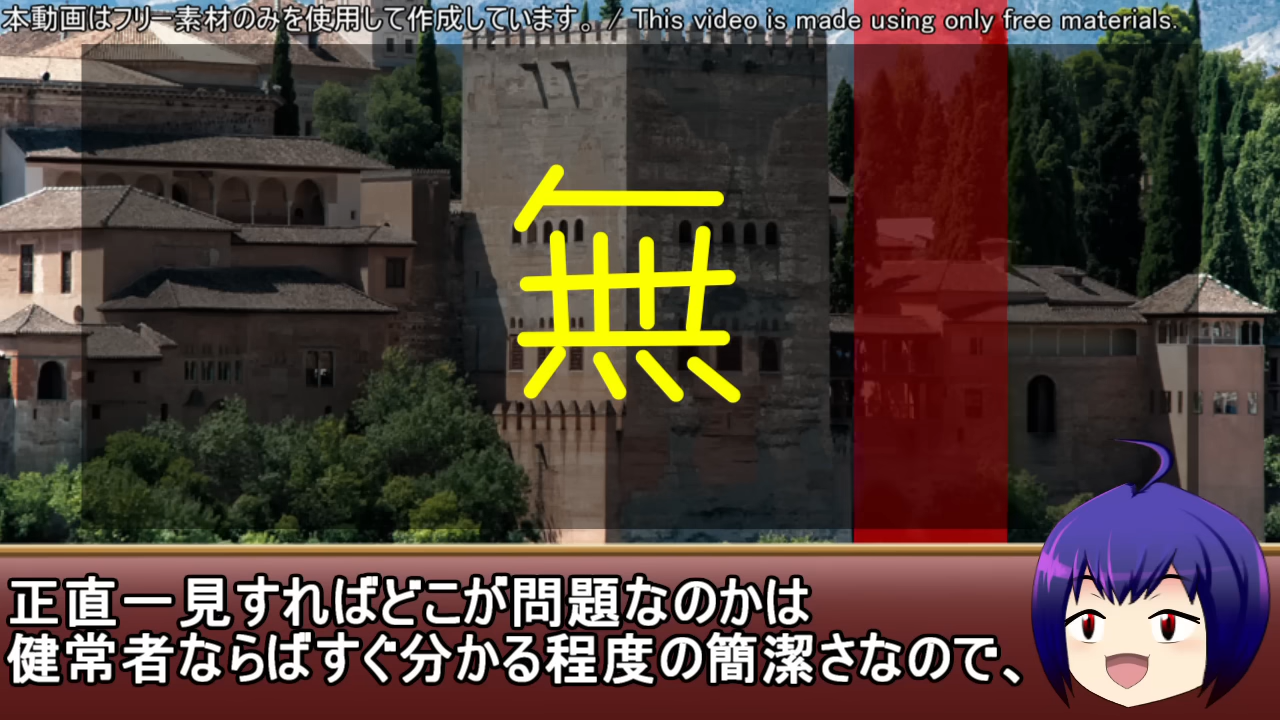 本動画はフリー素材のみを使用して作成しています。 / This video is made using only free materials.
無
正直一見すればどこが問題なのかは
健常者ならばすぐ分かる程度の簡潔さなので、